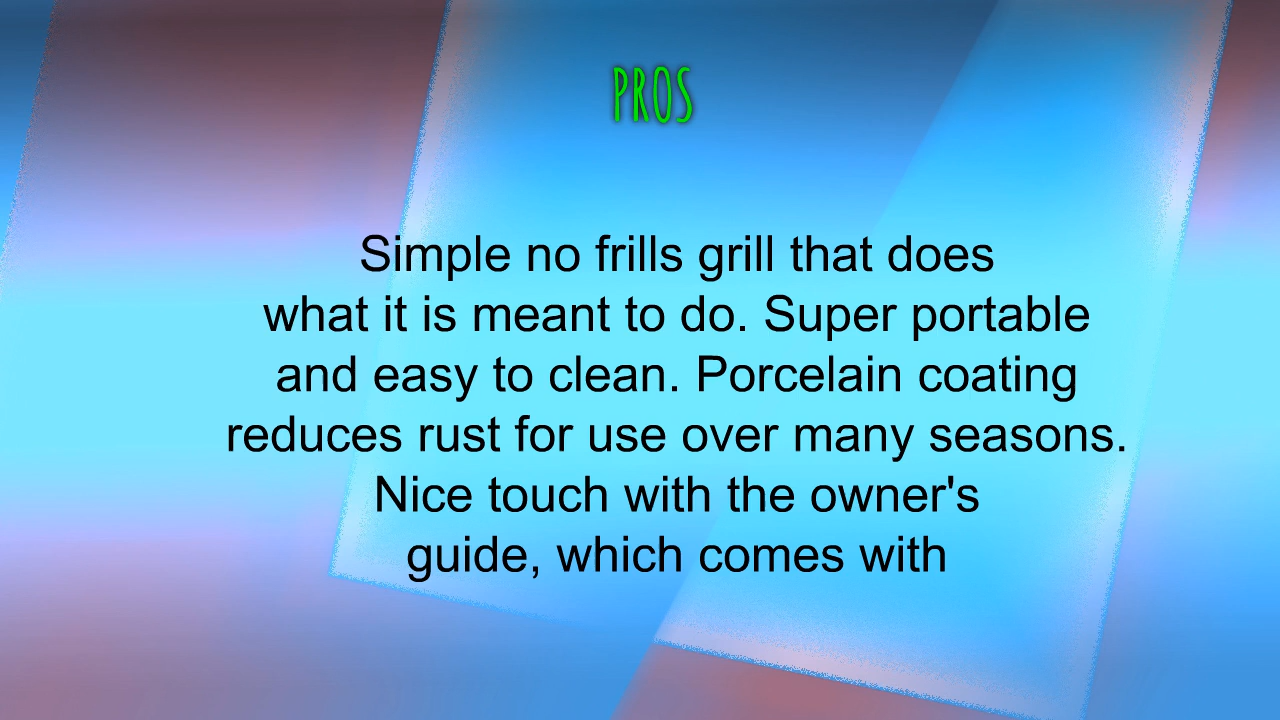 PROS
Simple no frills grill that does
what it is meant to do. Super portable
and easy to clean. Porcelain coating
reduces rust for use over many seasons.
Nice touch with the owner's
guide, which comes with